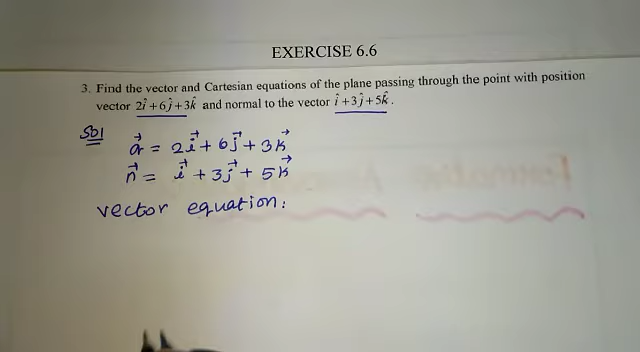 EXERCISE 6.6
3. Find the vector and Cartesian equations of the plane passing through the point with position
vector 2î+6ĵ+3k̂ and normal to the vector î+3ĵ+5k̂.
Sol
a⃗ = 2i⃗ + 6j⃗ + 3k⃗
n⃗ = i⃗ + 3j⃗ + 5k⃗
vector equation: